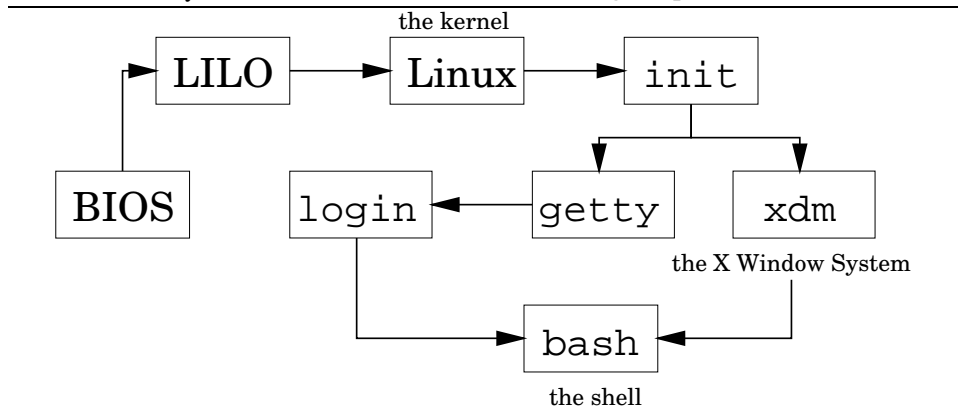 the kernel
LILO
Linux
init
BIOS
login
getty
xdm
the X Window System
bash
the shell